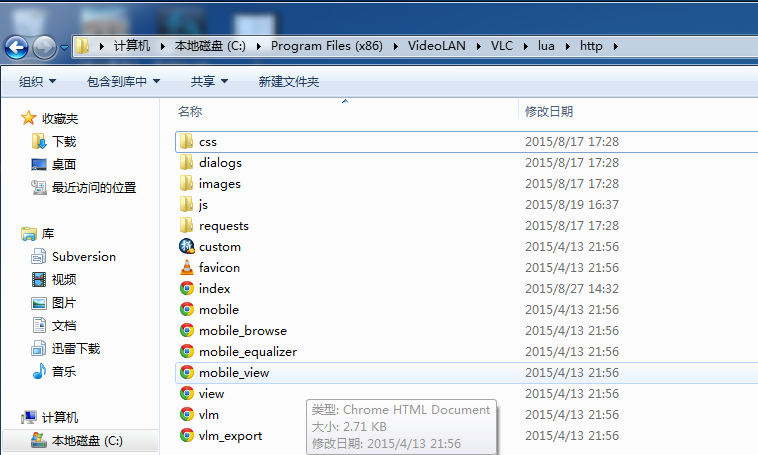 计算机 本地磁盘 (C:) Program Files (x86) VideoLAN VLC lua http
组织 包含到库中 共享 新建文件夹
收藏夹
下载
桌面
最近访问的位置
库
Subversion
视频
图片
文档
迅雷下载
音乐
计算机
本地磁盘 (C:)
名称 修改日期
css 2015/8/17 17:28
dialogs 2015/8/17 17:28
images 2015/8/17 17:28
js 2015/8/19 16:37
requests 2015/8/17 17:28
custom 2015/4/13 21:56
favicon 2015/4/13 21:56
index 2015/8/27 14:32
mobile 2015/4/13 21:56
mobile_browse 2015/4/13 21:56
mobile_equalizer 2015/4/13 21:56
mobile_view 2015/4/13 21:56
view 2015/4/13 21:56
vlm 2015/4/13 21:56
vlm_export 2015/4/13 21:56
类型: Chrome HTML Document
大小: 2.71 KB
修改日期: 2015/4/13 21:56